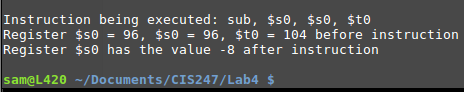 Instruction being executed: sub, $s0, $s0, $t0
Register $s0 = 96, $s0 = 96, $t0 = 104 before instruction
Register $s0 has the value -8 after instruction
sam@L420 ~/Documents/CIS247/Lab4 $